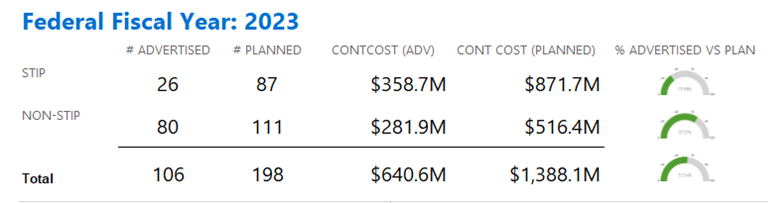 Federal Fiscal Year: 2023
# ADVERTISED # PLANNED CONTCOST (ADV) CONT COST (PLANNED) % ADVERTISED VS PLAN
STIP 26 87 $358.7M $871.7M
NON-STIP 80 111 $281.9M $516.4M
Total 106 198 $640.6M $1,388.1M